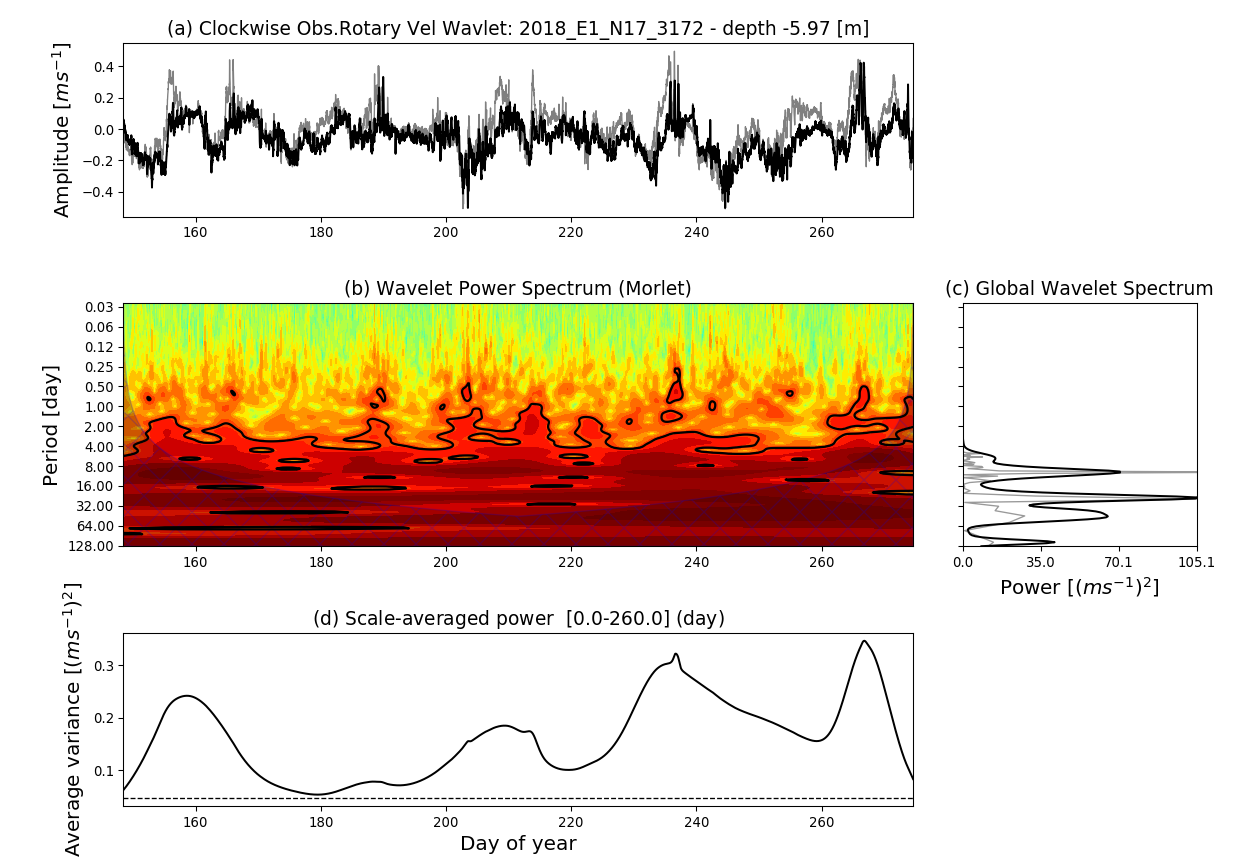 (a) Clockwise Obs.Rotary Vel Wavlet: 2018_E1_N17_3172 - depth -5.97 [m]
Amplitude [ms⁻¹]
0.4
0.2
0.0
−0.2
−0.4
160 180 200 220 240 260
(b) Wavelet Power Spectrum (Morlet)
Period [day]
0.03
0.06
0.12
0.25
0.50
1.00
2.00
4.00
8.00
16.00
32.00
64.00
128.00
160 180 200 220 240 260
(c) Global Wavelet Spectrum
0.0 35.0 70.1 105.1
Power [(ms⁻¹)²]
(d) Scale-averaged power [0.0-260.0] (day)
Average variance [(ms⁻¹)²]
0.3
0.2
0.1
160 180 200 220 240 260
Day of year